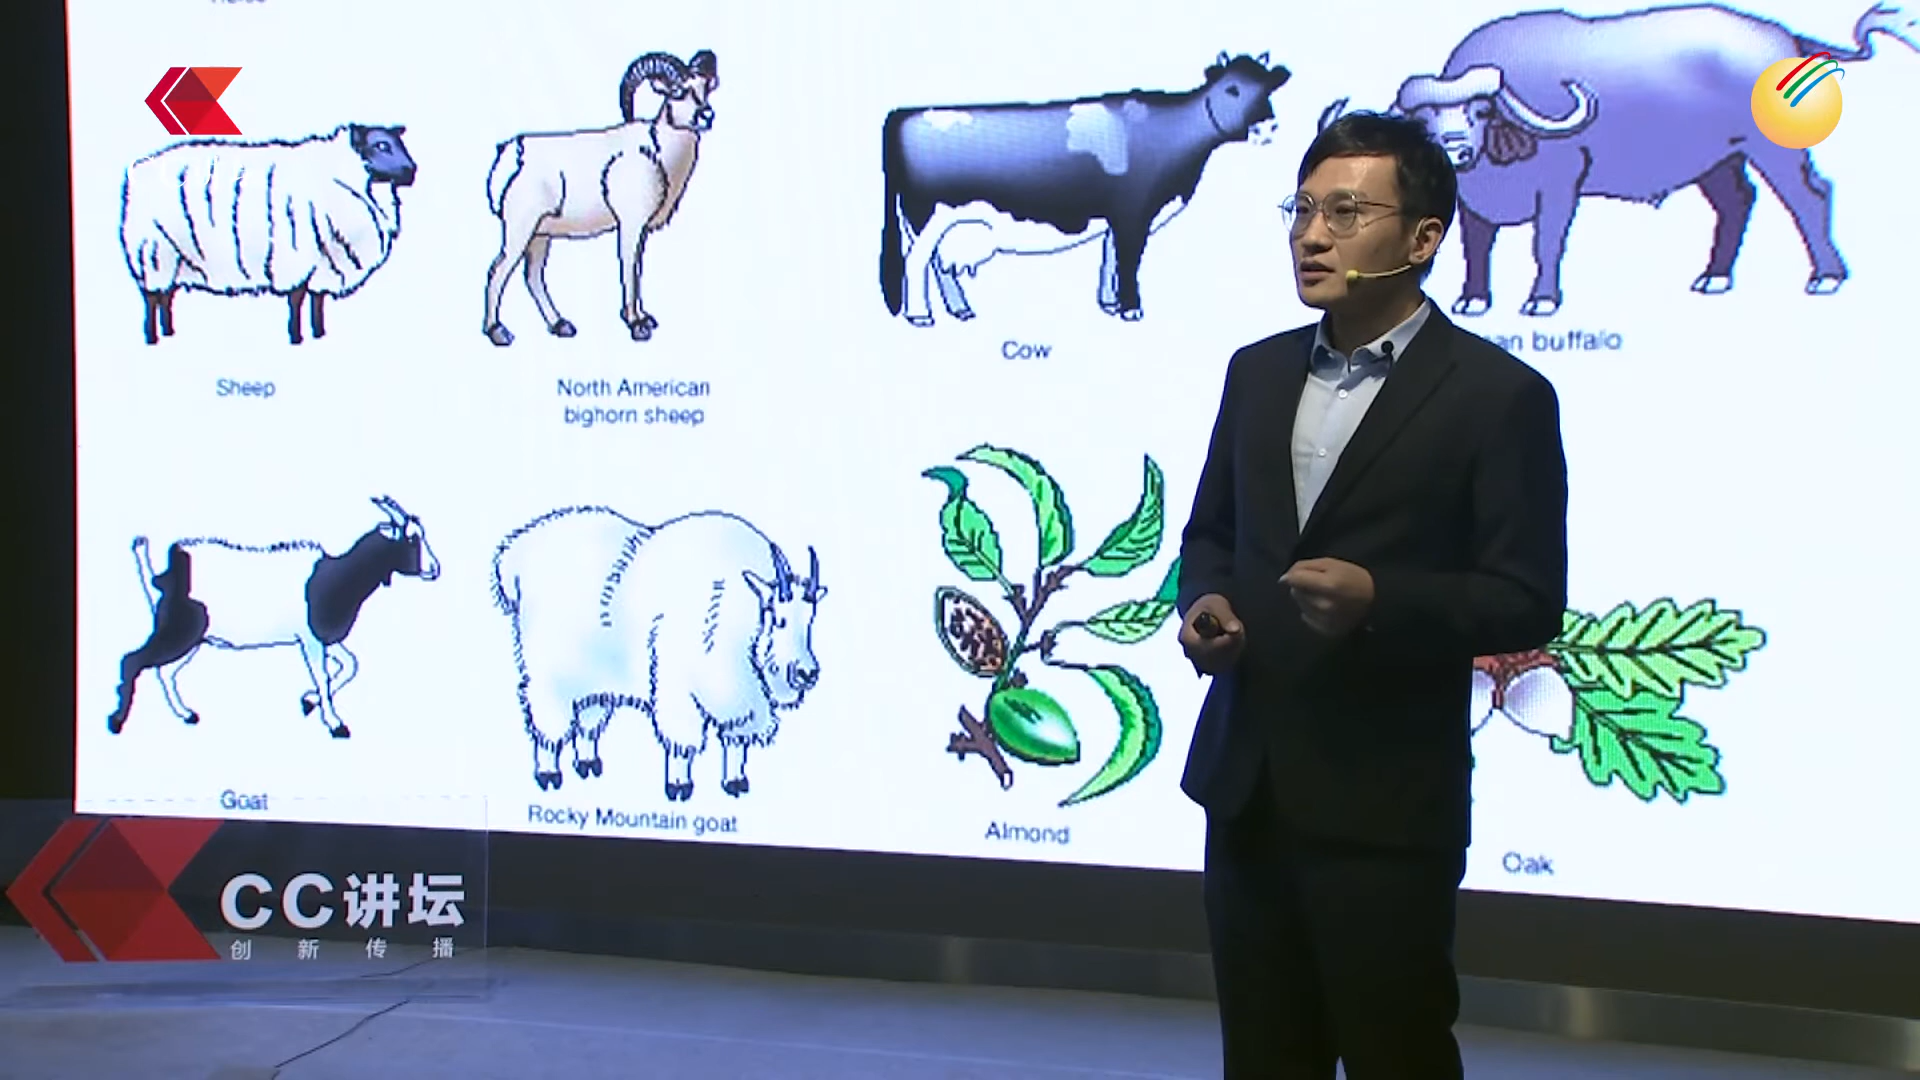 Sheep
North American
bighorn sheep
Cow
buffalo
Goat
Rocky Mountain goat
Almond
Oak
CC讲坛
创新传播